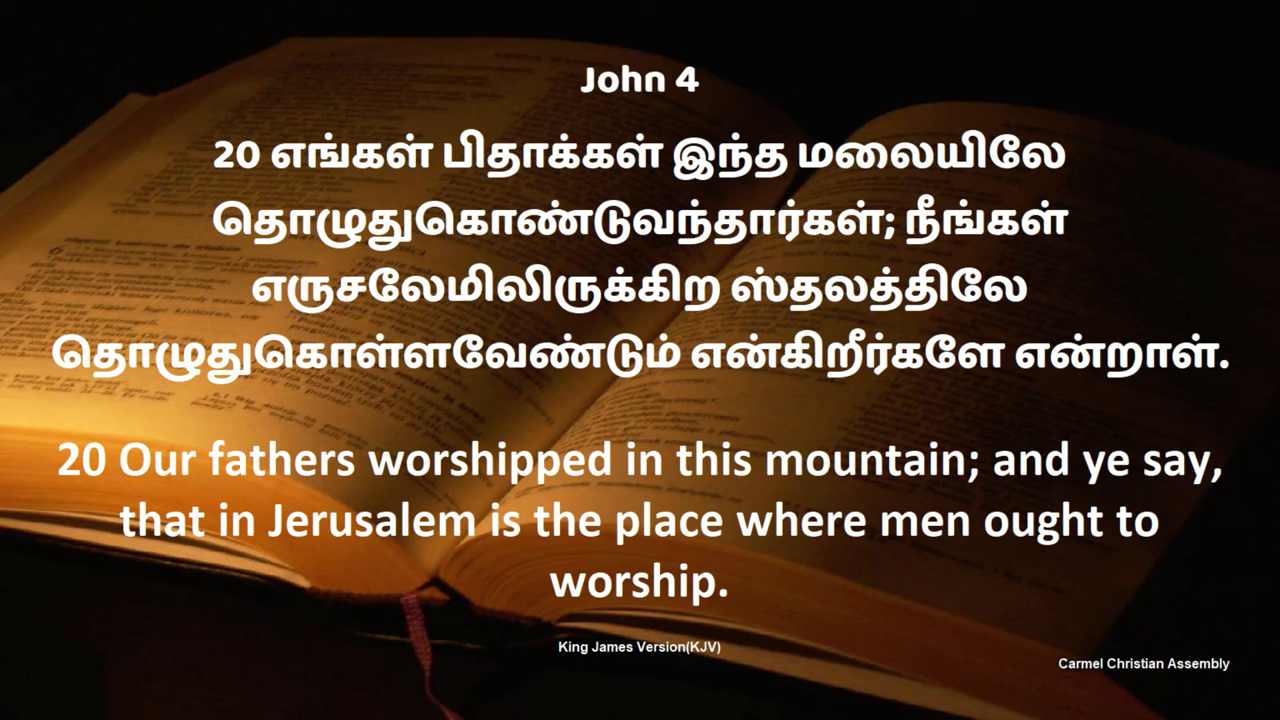 John 4
20 எங்கள் பிதாக்கள் இந்த மலையிலே
தொழுதுகொண்டுவந்தார்கள்; நீங்கள்
எருசலேமிலிருக்கிற ஸ்தலத்திலே
தொழுதுகொள்ளவேண்டும் என்கிறீர்களே என்றாள்.
20 Our fathers worshipped in this mountain; and ye say,
that in Jerusalem is the place where men ought to
worship.
King James Version(KJV)
Carmel Christian Assembly